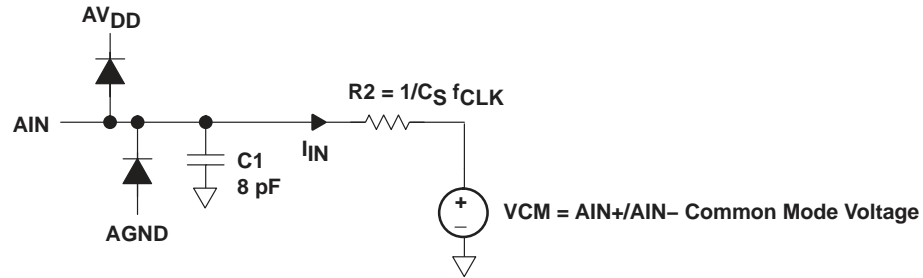 AVDD
R2 = 1/CS fCLK
AIN
IIN
C1
8 pF
+
–
VCM = AIN+/AIN– Common Mode Voltage
AGND